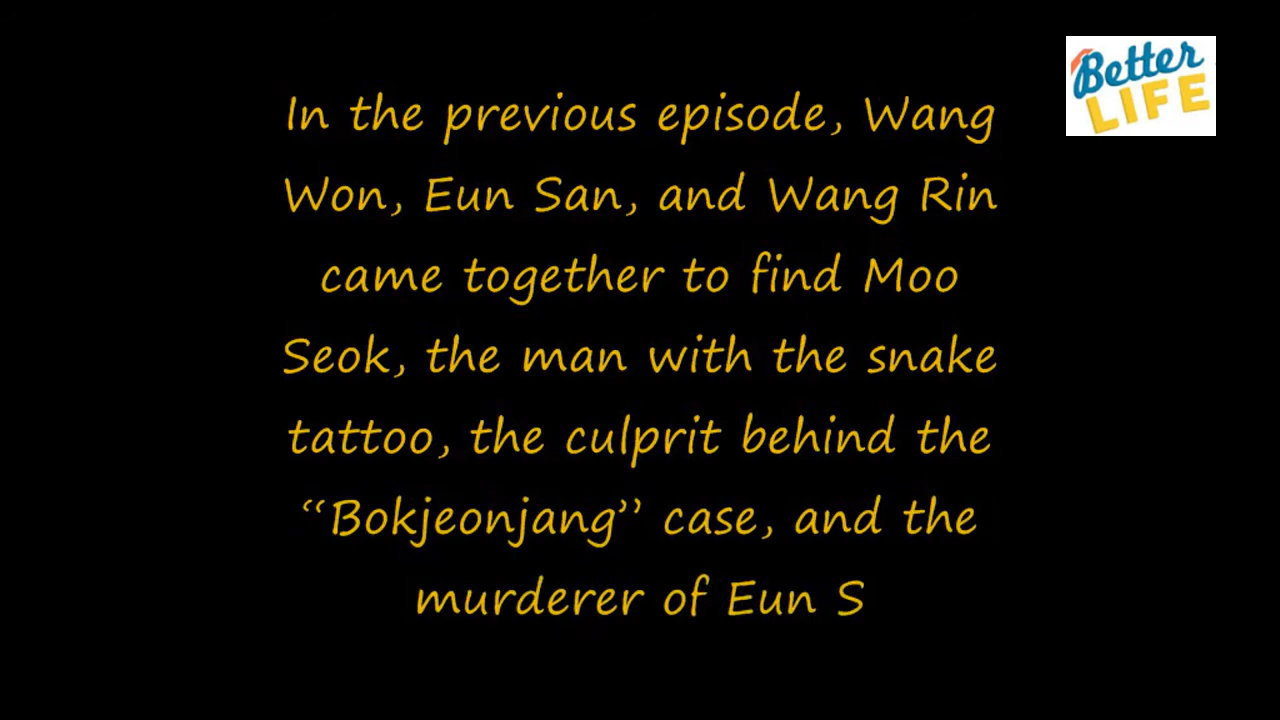 Better
LIFE
In the previous episode, Wang
Won, Eun San, and Wang Rin
came together to find Moo
Seok, the man with the snake
tattoo, the culprit behind the
“Bokjeonjang” case, and the
murderer of Eun S